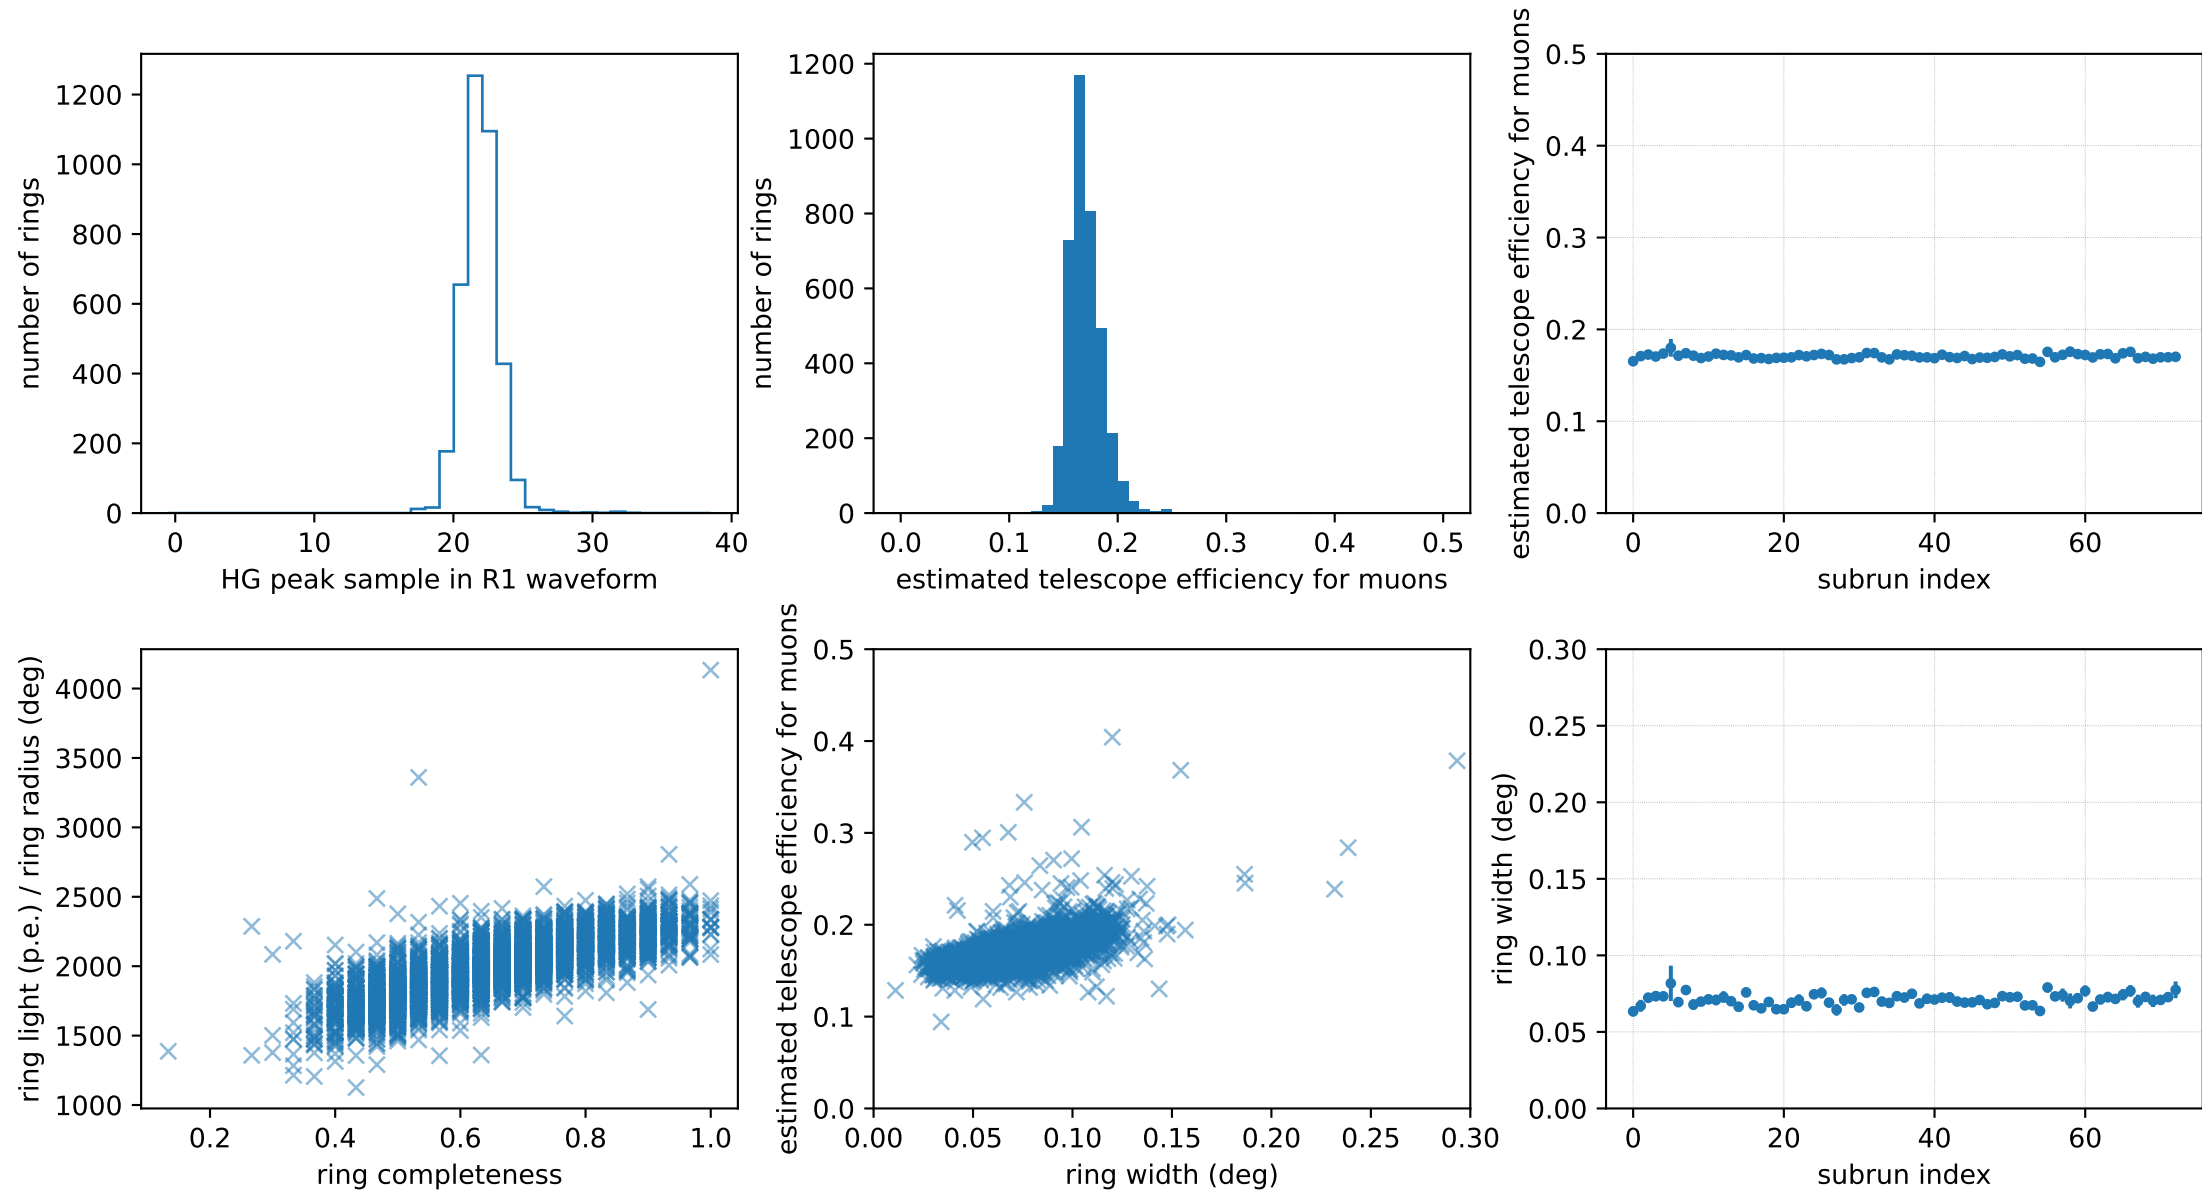 number of rings
1200
1000
800
600
400
200
0
0 10 20 30 40
HG peak sample in R1 waveform
number of rings
1200
1000
800
600
400
200
0
0.0 0.1 0.2 0.3 0.4 0.5
estimated telescope efficiency for muons
estimated telescope efficiency for muons
0.5
0.4
0.3
0.2
0.1
0.0
0 20 40 60
subrun index
ring light (p.e.) / ring radius (deg)
4000
3500
3000
2500
2000
1500
1000
0.2 0.4 0.6 0.8 1.0
ring completeness
estimated telescope efficiency for muons
0.5
0.4
0.3
0.2
0.1
0.0
0.00 0.05 0.10 0.15 0.20 0.25 0.30
ring width (deg)
ring width (deg)
0.30
0.25
0.20
0.15
0.10
0.05
0.00
0 20 40 60
subrun index